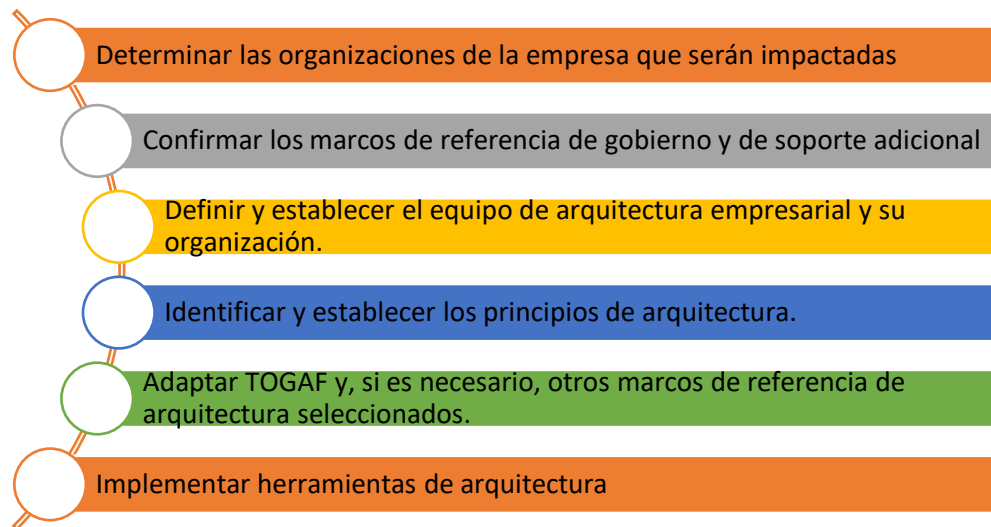 Determinar las organizaciones de la empresa que serán impactadas
Confirmar los marcos de referencia de gobierno y de soporte adicional
Definir y establecer el equipo de arquitectura empresarial y su
organización.
Identificar y establecer los principios de arquitectura.
Adaptar TOGAF y, si es necesario, otros marcos de referencia de
arquitectura seleccionados.
Implementar herramientas de arquitectura